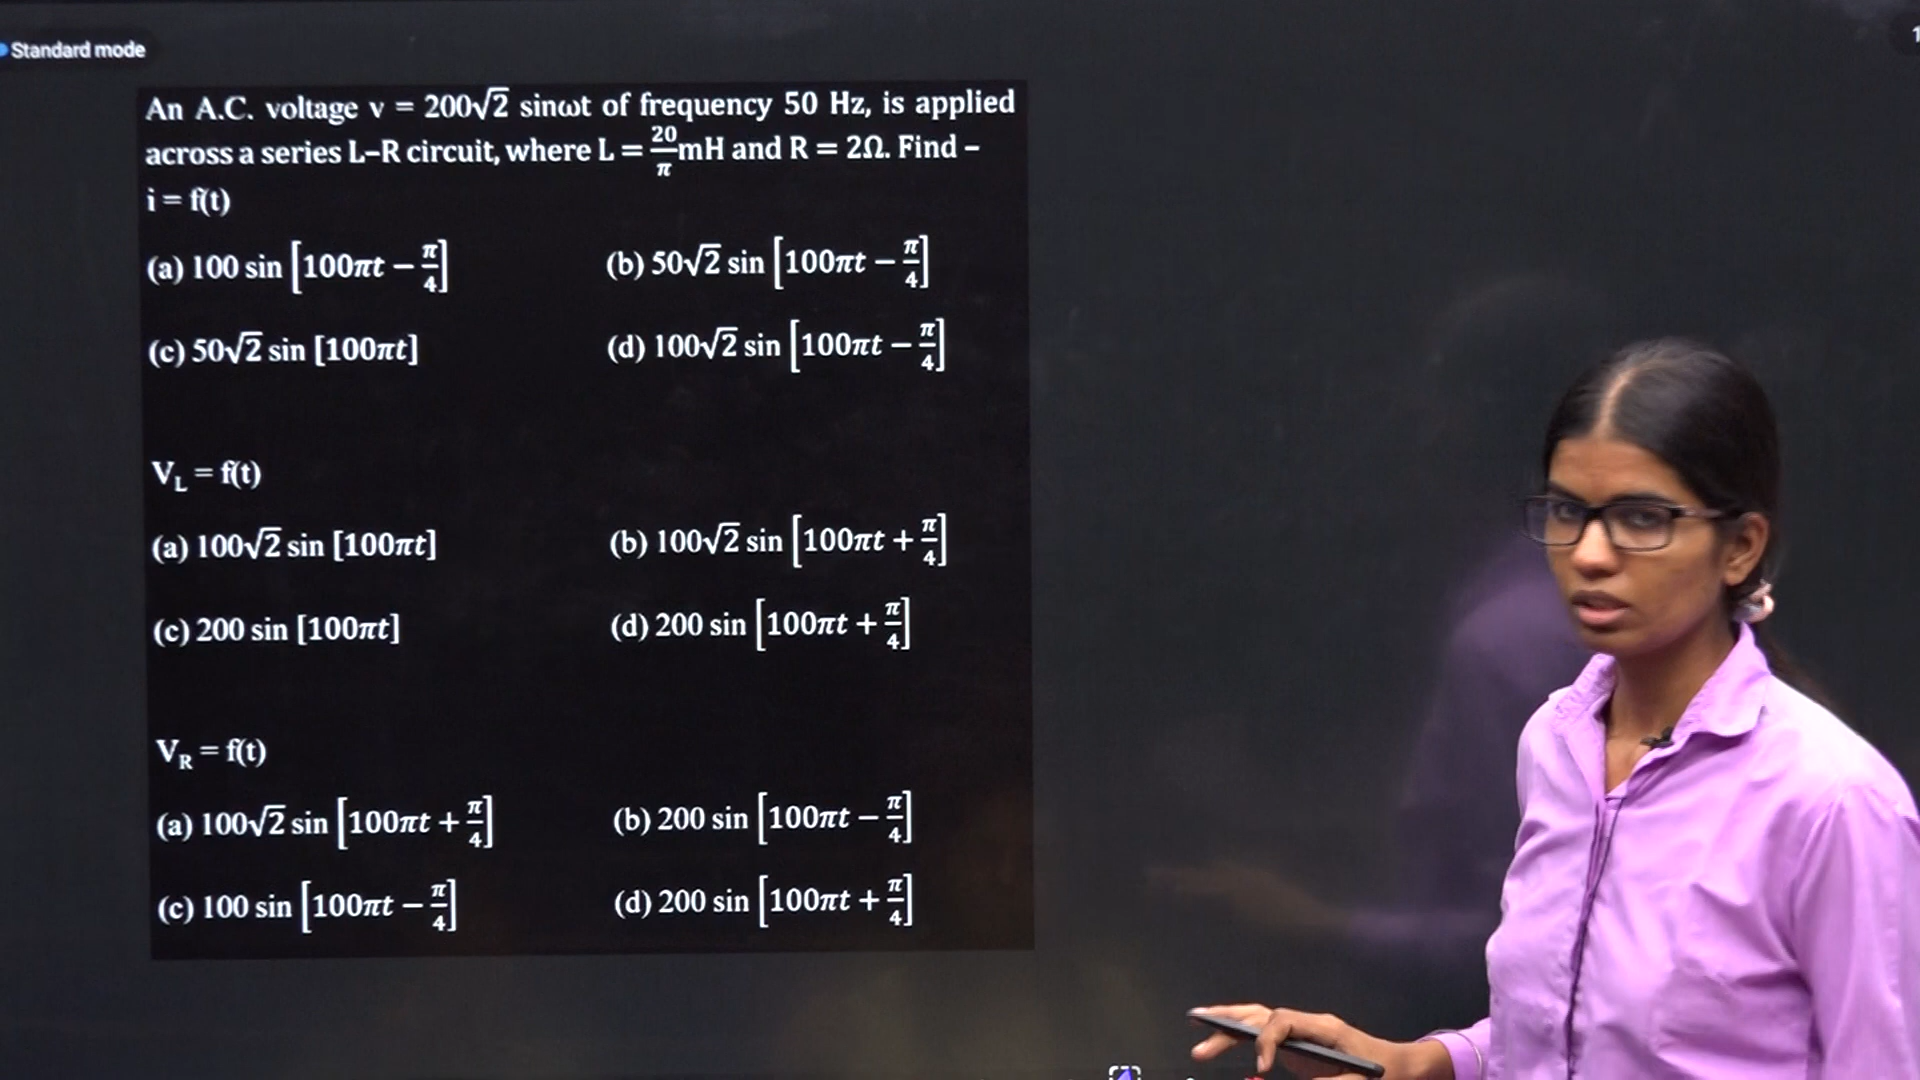 Standard mode
1
An A.C. voltage v = 200√2 sinωt of frequency 50 Hz, is applied
across a series L–R circuit, where L = 20/π mH and R = 2Ω. Find –
i = f(t)
(a) 100 sin [100πt − π/4] (b) 50√2 sin [100πt − π/4]
(c) 50√2 sin [100πt] (d) 100√2 sin [100πt − π/4]
V_L = f(t)
(a) 100√2 sin [100πt] (b) 100√2 sin [100πt + π/4]
(c) 200 sin [100πt] (d) 200 sin [100πt + π/4]
V_R = f(t)
(a) 100√2 sin [100πt + π/4] (b) 200 sin [100πt − π/4]
(c) 100 sin [100πt − π/4] (d) 200 sin [100πt + π/4]